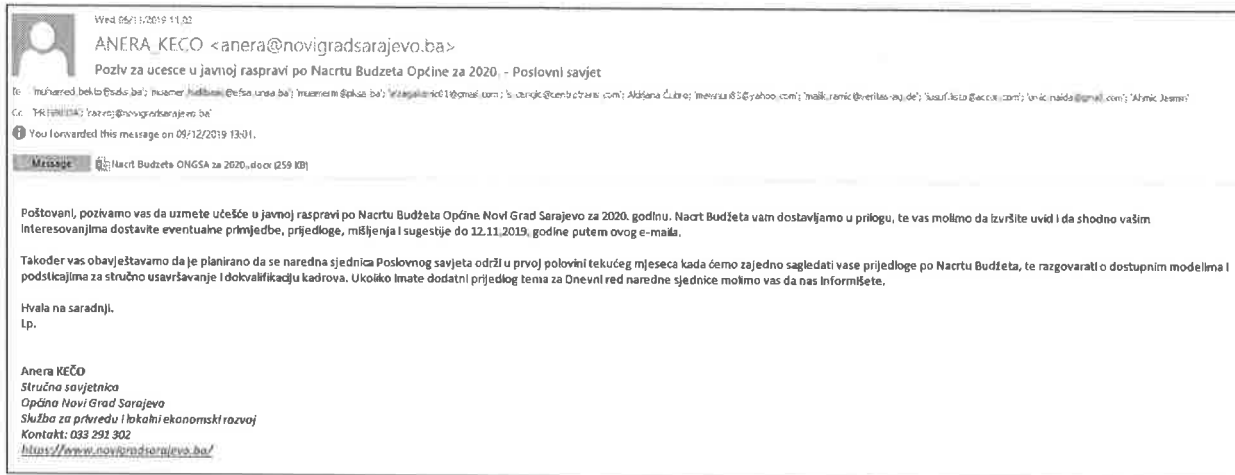 Wed 06/11/2019 11:02
ANERA KECO <anera@novigradsarajevo.ba>
Poziv za ucesce u javnoj raspravi po Nacrtu Budzeta Općine za 2020. - Poslovni savjet
To
Cc 'razvoj@novigradsarajevo.ba'
You forwarded this message on 09/12/2019 13:01.
Message Nacrt Budzeta ONGSA za 2020..docx (259 KB)
Poštovani, pozivamo vas da uzmete učešće u javnoj raspravi po Nacrtu Budžeta Općine Novi Grad Sarajevo za 2020. godinu. Nacrt Budžeta vam dostavljamo u prilogu, te vas molimo da izvršite uvid i da shodno vašim
interesovanjima dostavite eventualne primjedbe, prijedloge, mišljenja i sugestije do 12.11.2019. godine putem ovog e-maila.
Također vas obavještavamo da je planirano da se naredna sjednica Poslovnog savjeta održi u prvoj polovini tekućeg mjeseca kada ćemo zajedno sagledati vase prijedloge po Nacrtu Budžeta, te razgovarati o dostupnim modelima i
podsticajima za stručno usavršavanje i dokvalifikaciju kadrova. Ukoliko imate dodatni prijedlog tema za Dnevni red naredne sjednice molimo vas da nas informišete.
Hvala na saradnji.
Lp.
Anera KEČO
Stručna savjetnica
Općina Novi Grad Sarajevo
Služba za privredu i lokalni ekonomski razvoj
Kontakt: 033 291 302
https://www.novigradsarajevo.ba/